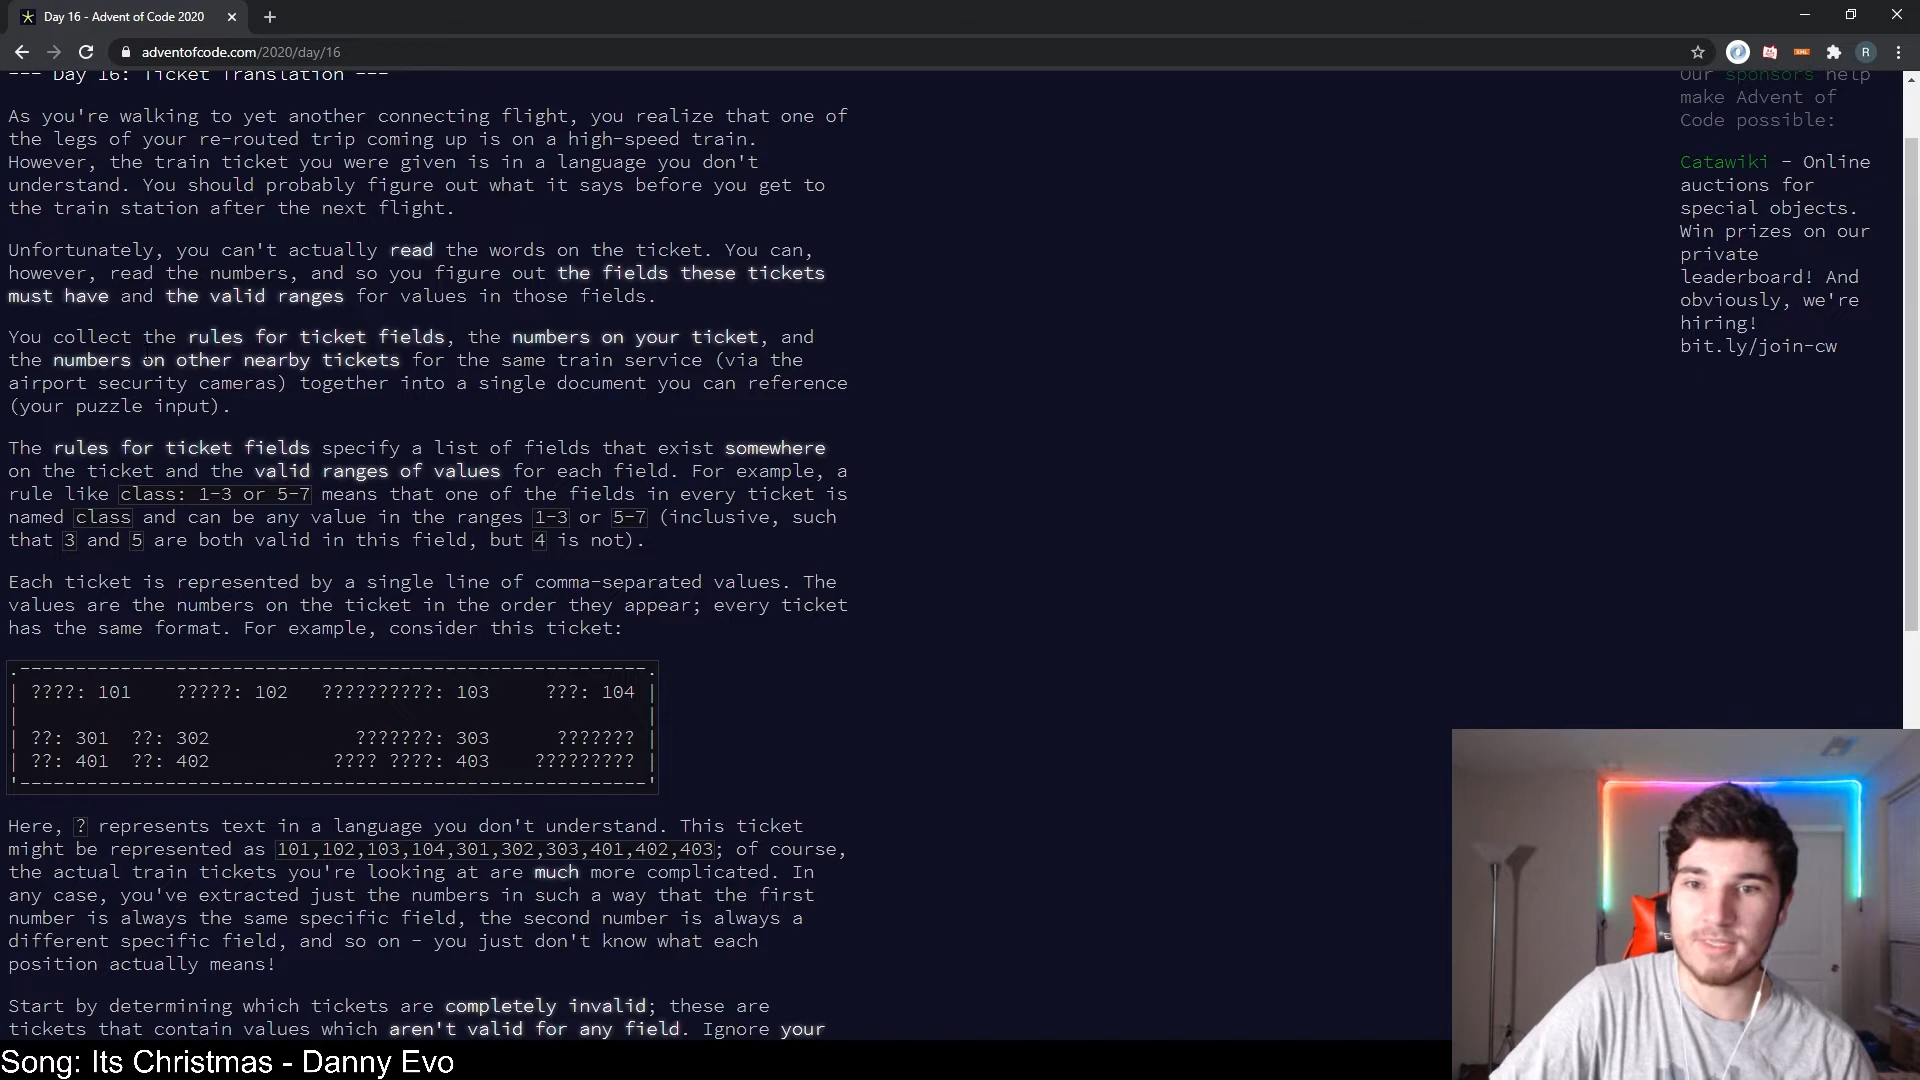 Day 16 - Advent of Code 2020
adventofcode.com/2020/day/16
R
--- Day 16: Ticket Translation ---
As you're walking to yet another connecting flight, you realize that one of
the legs of your re-routed trip coming up is on a high-speed train.
However, the train ticket you were given is in a language you don't
understand. You should probably figure out what it says before you get to
the train station after the next flight.
Unfortunately, you can't actually read the words on the ticket. You can,
however, read the numbers, and so you figure out the fields these tickets
must have and the valid ranges for values in those fields.
You collect the rules for ticket fields, the numbers on your ticket, and
the numbers on other nearby tickets for the same train service (via the
airport security cameras) together into a single document you can reference
(your puzzle input).
The rules for ticket fields specify a list of fields that exist somewhere
on the ticket and the valid ranges of values for each field. For example, a
rule like class: 1-3 or 5-7 means that one of the fields in every ticket is
named class and can be any value in the ranges 1-3 or 5-7 (inclusive, such
that 3 and 5 are both valid in this field, but 4 is not).
Each ticket is represented by a single line of comma-separated values. The
values are the numbers on the ticket in the order they appear; every ticket
has the same format. For example, consider this ticket:
.--------------------------------------------------------.
| ????: 101    ?????: 102   ??????????: 103     ???: 104 |
|                                                        |
| ??: 301  ??: 302             ???????: 303      ??????? |
| ??: 401  ??: 402           ???? ????: 403    ????????? |
'--------------------------------------------------------'
Here, ? represents text in a language you don't understand. This ticket
might be represented as 101,102,103,104,301,302,303,401,402,403; of course,
the actual train tickets you're looking at are much more complicated. In
any case, you've extracted just the numbers in such a way that the first
number is always the same specific field, the second number is always a
different specific field, and so on - you just don't know what each
position actually means!
Start by determining which tickets are completely invalid; these are
tickets that contain values which aren't valid for any field. Ignore your
Our sponsors help
make Advent of
Code possible:
Catawiki - Online
auctions for
special objects.
Win prizes on our
private
leaderboard! And
obviously, we're
hiring!
bit.ly/join-cw
Song: Its Christmas - Danny Evo